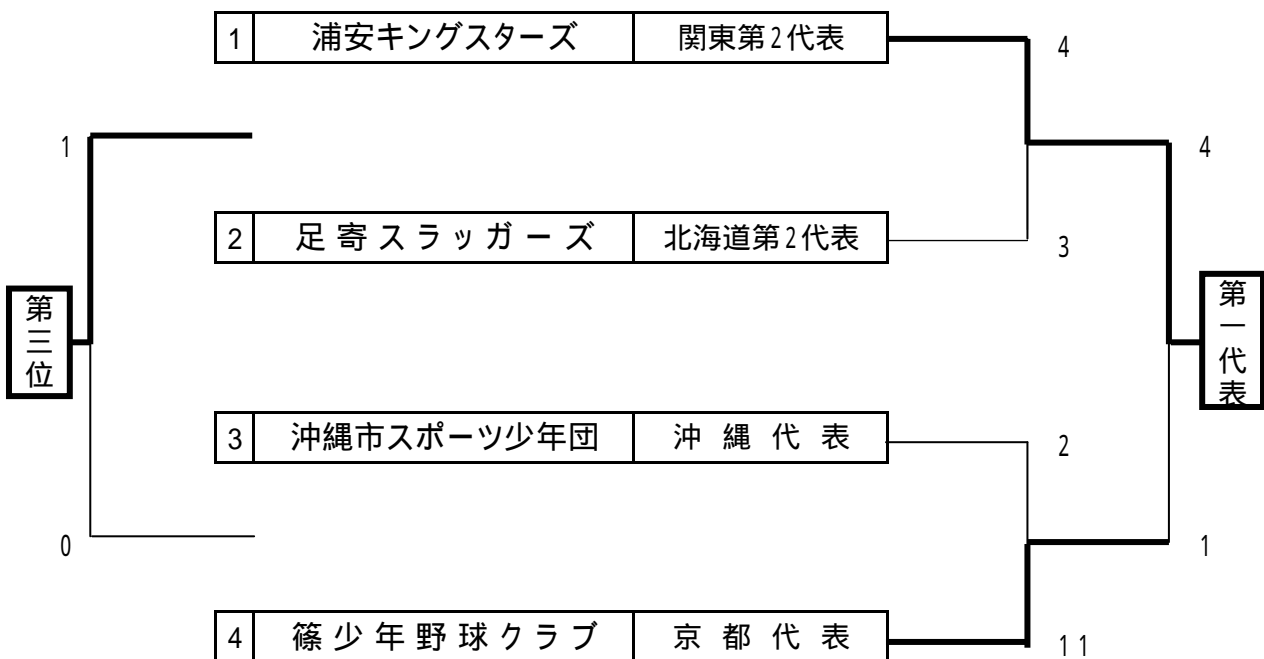 1 浦安キングスターズ 関東第2代表 4
1 4
2 足寄スラッガーズ 北海道第2代表 3
第三位
第一代表
3 沖縄市スポーツ少年団 沖縄代表 2
0 1
4 篠少年野球クラブ 京都代表 11